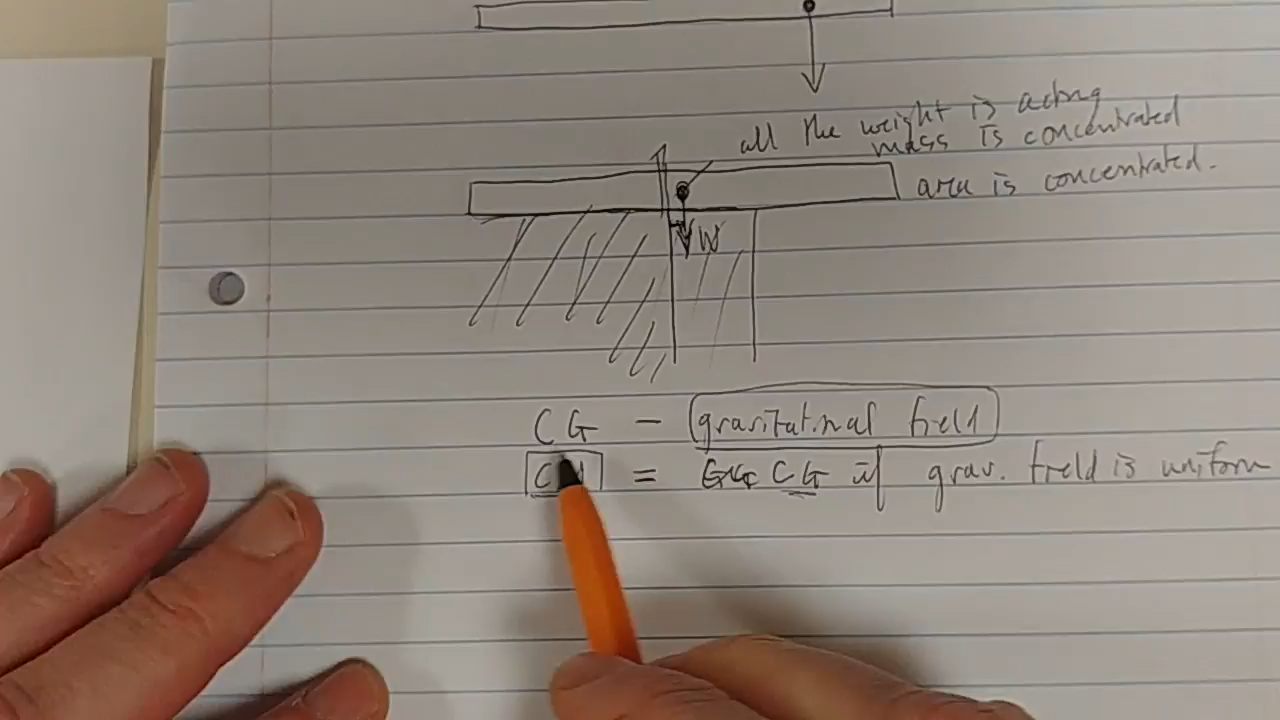 all the weight is acting
mass is concentrated
area is concentrated.
W
CG - gravitational field
= CG if grav. field is uniform